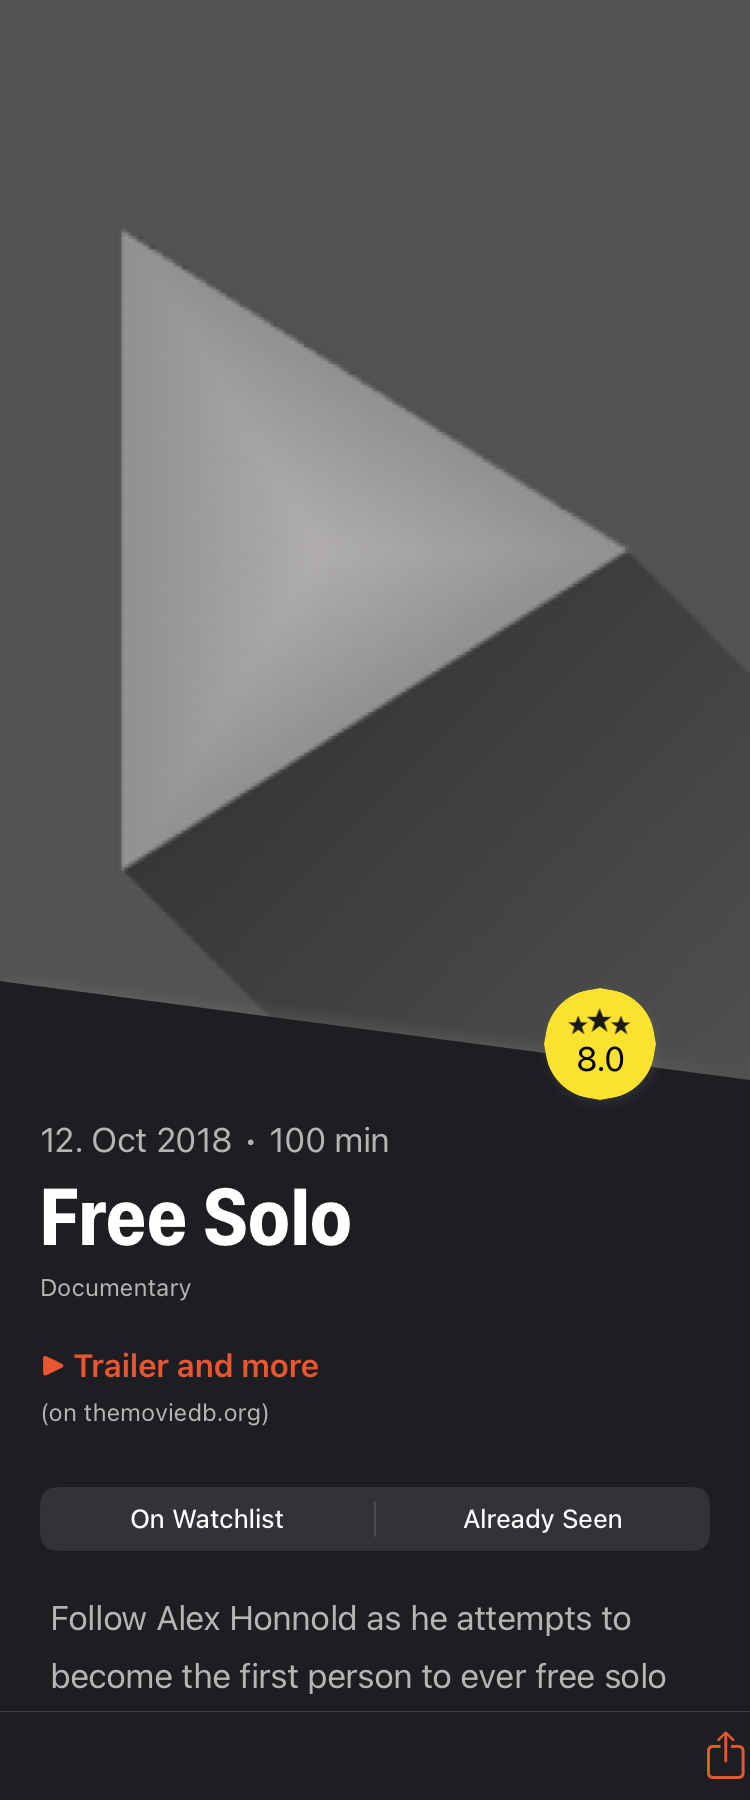 8.0
12. Oct 2018 · 100 min
Free Solo
Documentary
Trailer and more
(on themoviedb.org)
On Watchlist
Already Seen
Follow Alex Honnold as he attempts to
become the first person to ever free solo